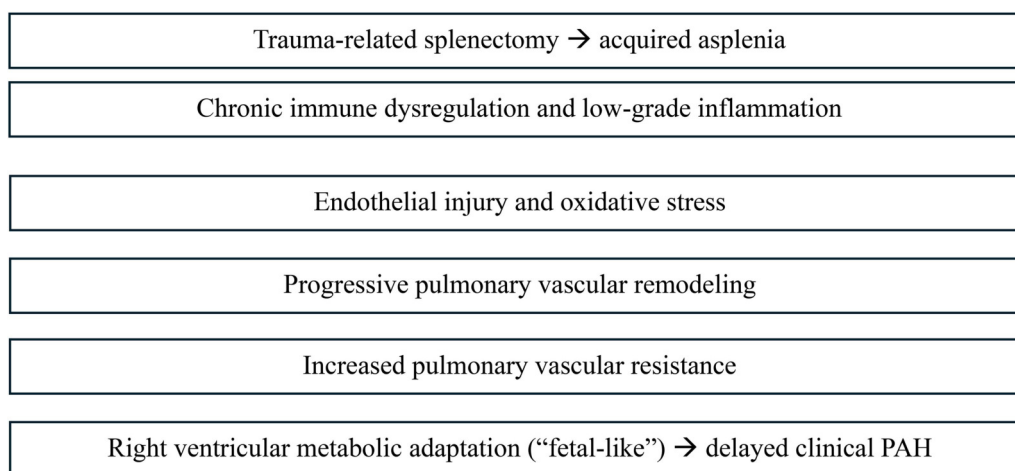 Trauma-related splenectomy → acquired asplenia
Chronic immune dysregulation and low-grade inflammation
Endothelial injury and oxidative stress
Progressive pulmonary vascular remodeling
Increased pulmonary vascular resistance
Right ventricular metabolic adaptation (“fetal-like”) → delayed clinical PAH